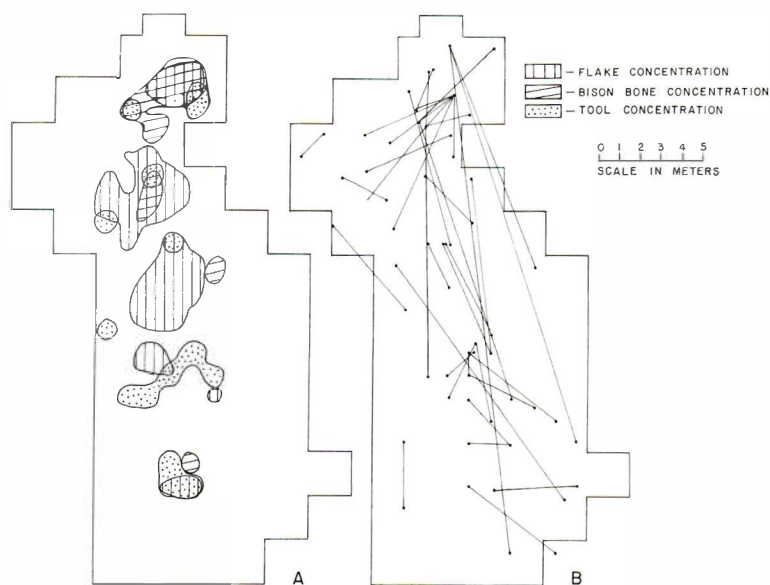 — FLAKE CONCENTRATION
— BISON BONE CONCENTRATION
— TOOL CONCENTRATION
0 1 2 3 4 5
SCALE IN METERS
A B